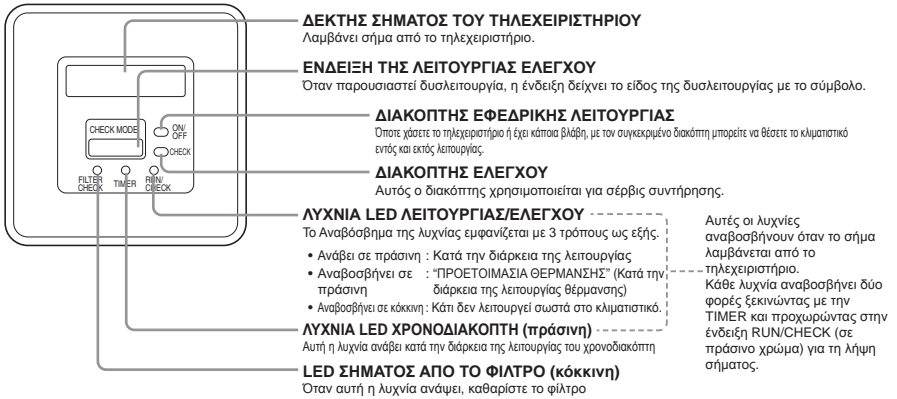 ΔΕΚΤΗΣ ΣΗΜΑΤΟΣ ΤΟΥ ΤΗΛΕΧΕΙΡΙΣΤΗΡΙΟΥ
Λαμβάνει σήμα από το τηλεχειριστήριο.
ΕΝΔΕΙΞΗ ΤΗΣ ΛΕΙΤΟΥΡΓΙΑΣ ΕΛΕΓΧΟΥ
Όταν παρουσιαστεί δυσλειτουργία, η ένδειξη δείχνει το είδος της δυσλειτουργίας με το σύμβολο.
ΔΙΑΚΟΠΤΗΣ ΕΦΕΔΡΙΚΗΣ ΛΕΙΤΟΥΡΓΙΑΣ
Όποτε χάσετε το τηλεχειριστήριο ή έχει κάποια βλάβη, με τον συγκεκριμένο διακόπτη μπορείτε να θέσετε το κλιματιστικό
εντός και εκτός λειτουργίας.
ΔΙΑΚΟΠΤΗΣ ΕΛΕΓΧΟΥ
Αυτός ο διακόπτης χρησιμοποιείται για σέρβις συντήρησης.
CHECK MODE
ON/
OFF
CHECK
FILTER
CHECK
TIMER
RUN/
CHECK
ΛΥΧΝΙΑ LED ΛΕΙΤΟΥΡΓΙΑΣ/ΕΛΕΓΧΟΥ
Το Αναβόσβημα της λυχνίας εμφανίζεται με 3 τρόπους ως εξής.
• Ανάβει σε πράσινη : Κατά την διάρκεια της λειτουργίας
• Αναβοσβήνει σε : “ΠΡΟΕΤΟΙΜΑΣΙΑ ΘΕΡΜΑΝΣΗΣ” (Κατά την
πράσινη διάρκεια της λειτουργίας θέρμανσης)
• Αναβοσβήνει σε κόκκινη : Κάτι δεν λειτουργεί σωστά στο κλιματιστικό.
ΛΥΧΝΙΑ LED ΧΡΟΝΟΔΙΑΚΟΠΤΗ (πράσινη)
Αυτή η λυχνία ανάβει κατά την διάρκεια της λειτουργίας του χρονοδιακόπτη
LED ΣΗΜΑΤΟΣ ΑΠΟ ΤΟ ΦΙΛΤΡΟ (κόκκινη)
Όταν αυτή η λυχνία ανάψει, καθαρίστε το φίλτρο
Αυτές οι λυχνίες
αναβοσβήνουν όταν το σήμα
λαμβάνεται από το
τηλεχειριστήριο.
Κάθε λυχνία αναβοσβήνει δύο
φορές ξεκινώντας με την
TIMER και προχωρώντας στην
ένδειξη RUN/CHECK (σε
πράσινο χρώμα) για τη λήψη
σήματος.